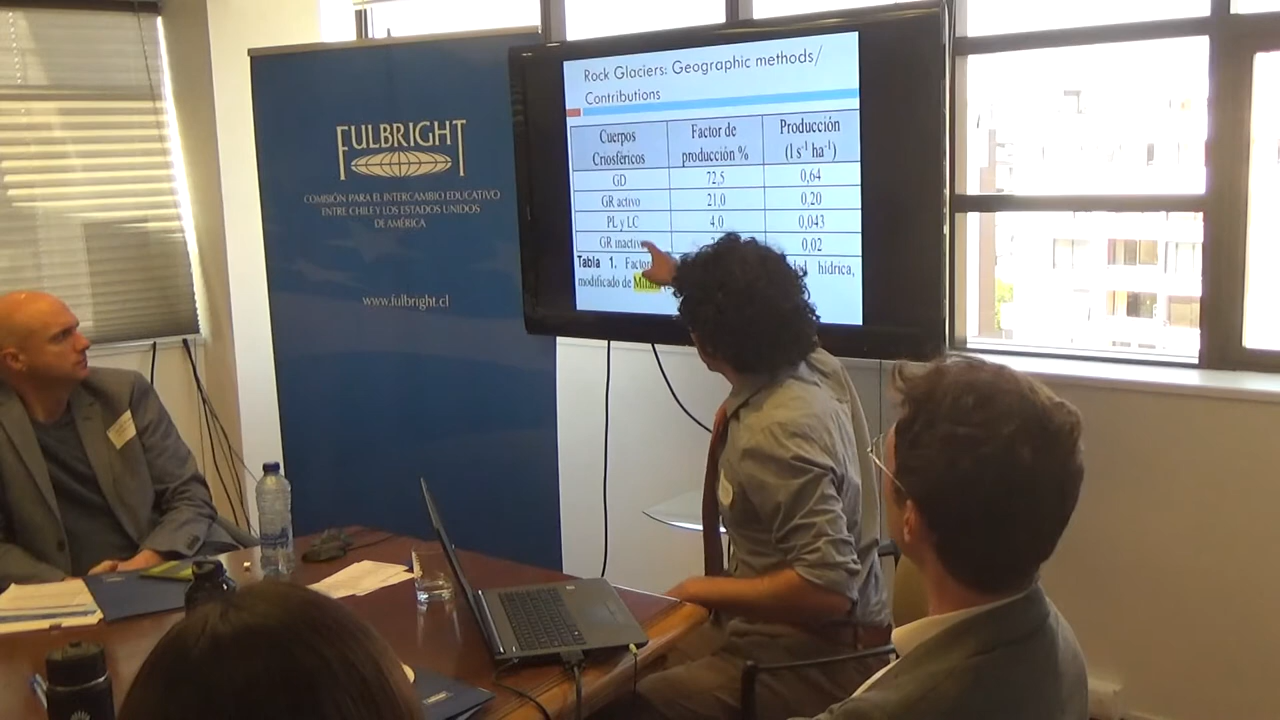 FULBRIGHT
COMISIÓN PARA EL INTERCAMBIO EDUCATIVO
ENTRE CHILE Y LOS ESTADOS UNIDOS
DE AMÉRICA
www.fulbright.cl
Rock Glaciers: Geographic methods/
Contributions
Cuerpos Criosféricos Factor de producción % Producción (l s⁻¹ ha⁻¹)
GD 72,5 0,64
GR activo 21,0 0,20
PL y LC 4,0 0,043
GR 0,02
Tabla 1. hídrica,
modificado de